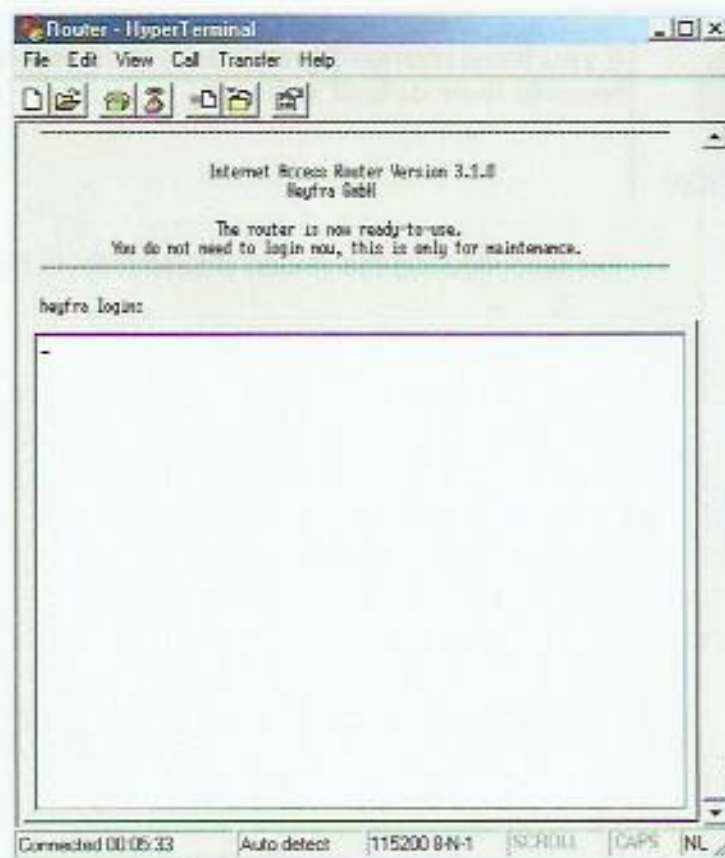 Router - HyperTerminal
File Edit View Call Transfer Help
Internet Access Router Version 3.1.0
Heyfra GmbH
The router is now ready-to-use.
You do not need to login now, this is only for maintenance.
heyfra login:
Connected 00:05:33 Auto detect 115200 8-N-1 SCROLL CAPS NL